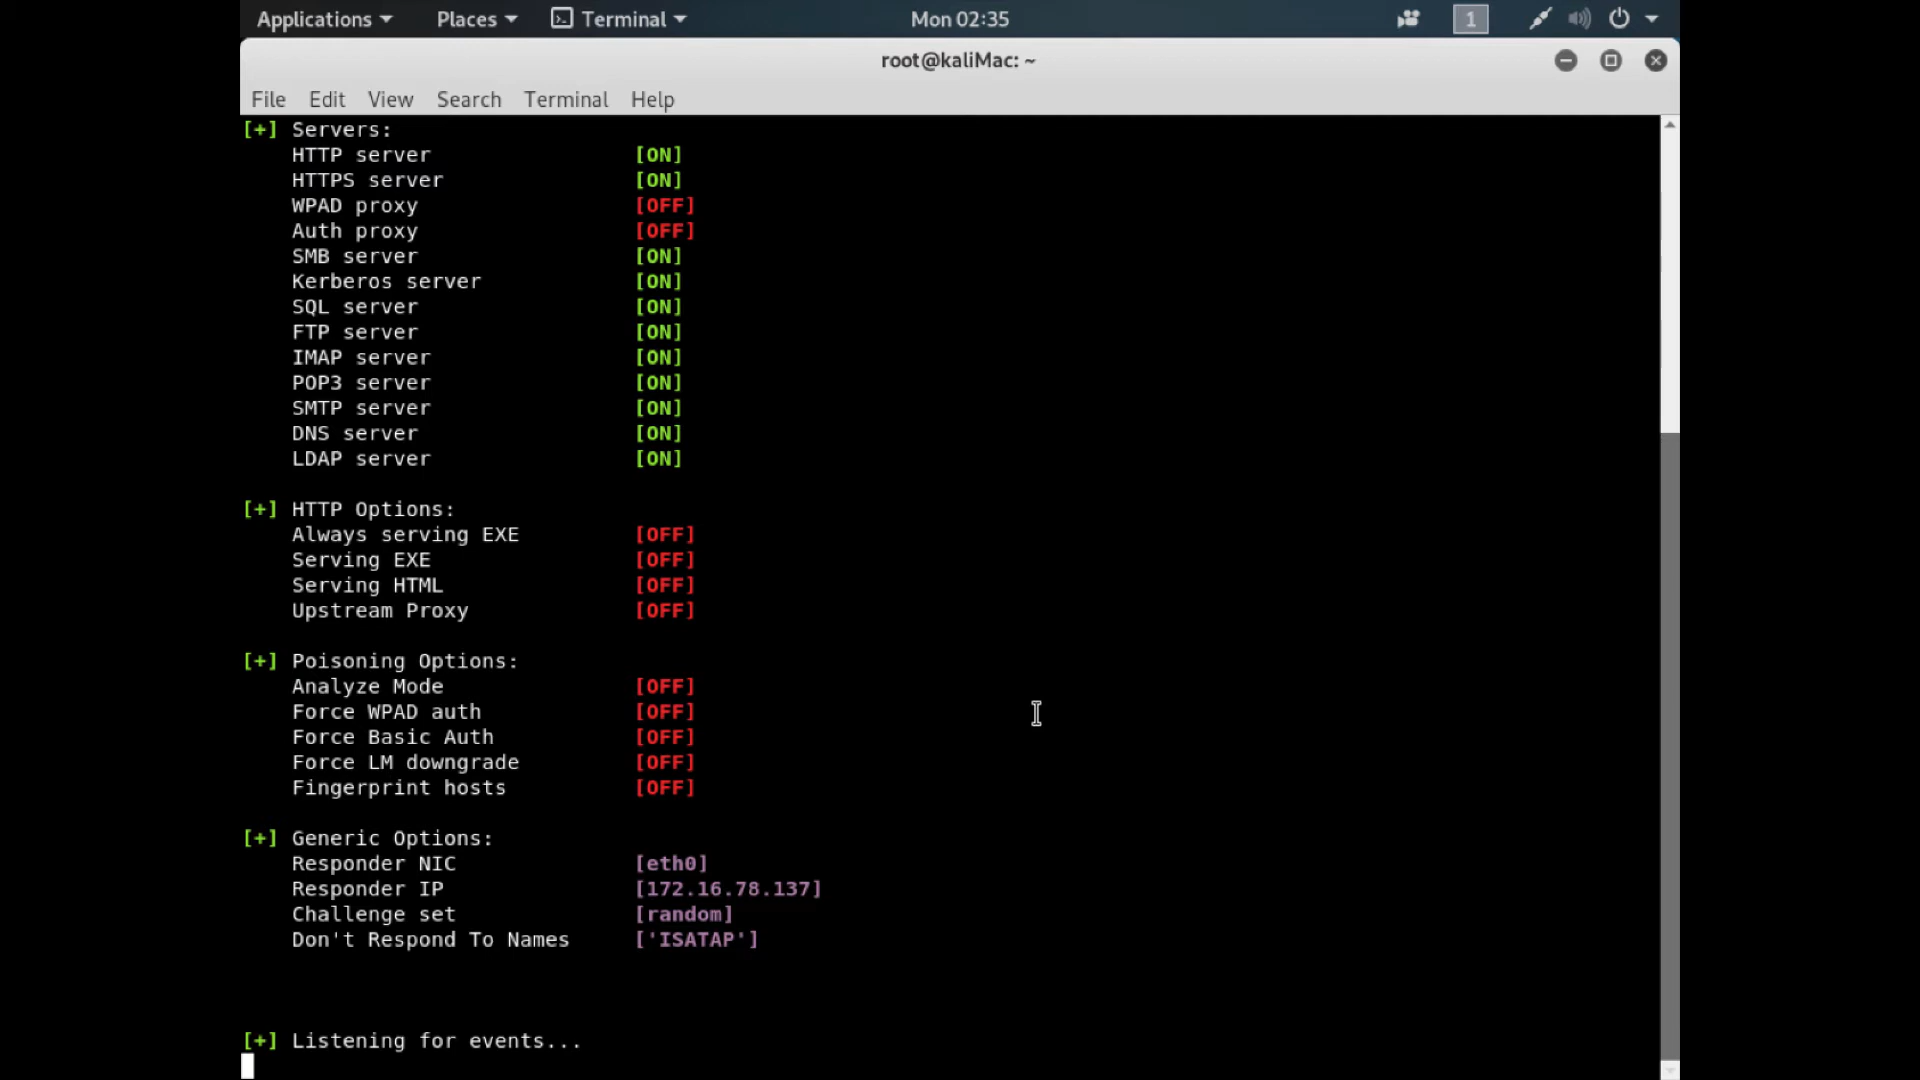 Applications Places Terminal Mon 02:35 1
root@kaliMac: ~
File Edit View Search Terminal Help
[+] Servers:
HTTP server [ON]
HTTPS server [ON]
WPAD proxy [OFF]
Auth proxy [OFF]
SMB server [ON]
Kerberos server [ON]
SQL server [ON]
FTP server [ON]
IMAP server [ON]
POP3 server [ON]
SMTP server [ON]
DNS server [ON]
LDAP server [ON]
[+] HTTP Options:
Always serving EXE [OFF]
Serving EXE [OFF]
Serving HTML [OFF]
Upstream Proxy [OFF]
[+] Poisoning Options:
Analyze Mode [OFF]
Force WPAD auth [OFF]
Force Basic Auth [OFF]
Force LM downgrade [OFF]
Fingerprint hosts [OFF]
[+] Generic Options:
Responder NIC [eth0]
Responder IP [172.16.78.137]
Challenge set [random]
Don't Respond To Names ['ISATAP']
[+] Listening for events...